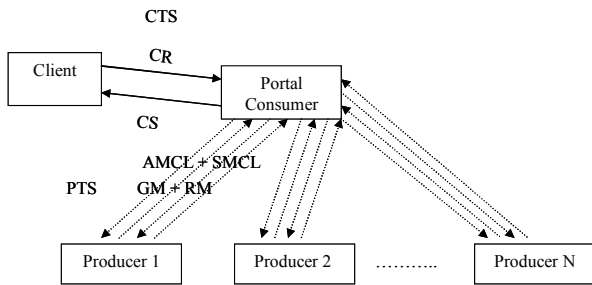 CTS
CR
Client
Portal
Consumer
CS
AMCL + SMCL
PTS GM + RM
Producer 1
Producer 2
………..
Producer N